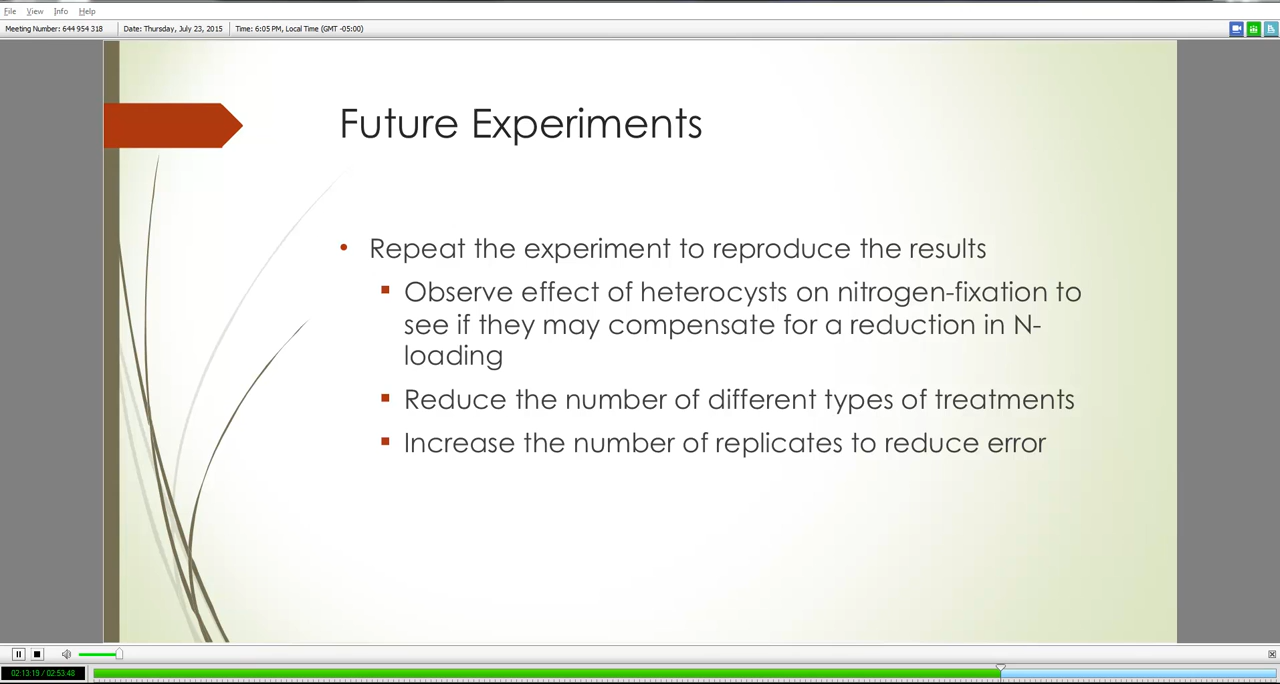 File View Info Help
Meeting Number: 644 954 318 Date: Thursday, July 23, 2015 Time: 6:05 PM, Local Time (GMT -05:00)
Future Experiments
• Repeat the experiment to reproduce the results
▪ Observe effect of heterocysts on nitrogen-fixation to
see if they may compensate for a reduction in N-
loading
▪ Reduce the number of different types of treatments
▪ Increase the number of replicates to reduce error
02:13:19 / 02:53:48